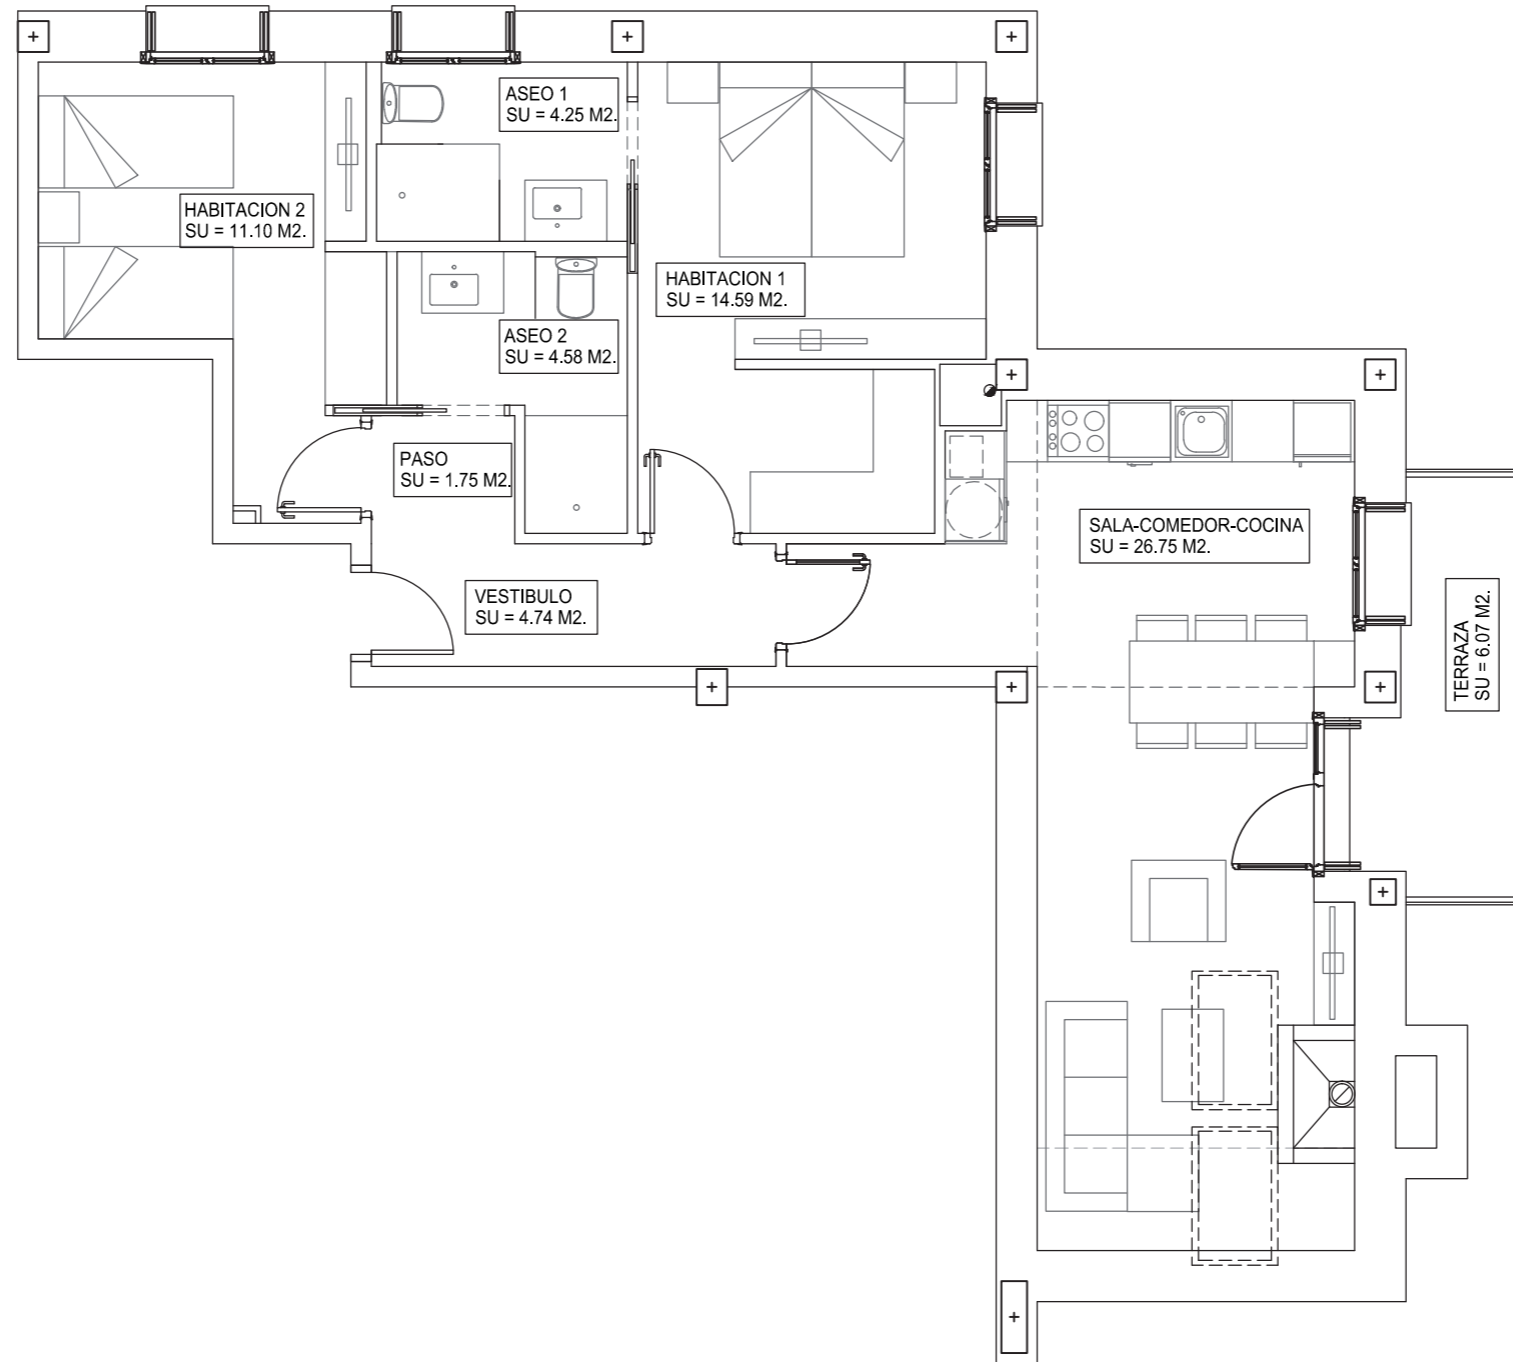 ASEO 1
SU = 4.25 M2.
HABITACION 2
SU = 11.10 M2.
HABITACION 1
SU = 14.59 M2.
ASEO 2
SU = 4.58 M2.
PASO
SU = 1.75 M2.
SALA-COMEDOR-COCINA
SU = 26.75 M2.
VESTIBULO
SU = 4.74 M2.
TERRAZA
SU = 6.07 M2.